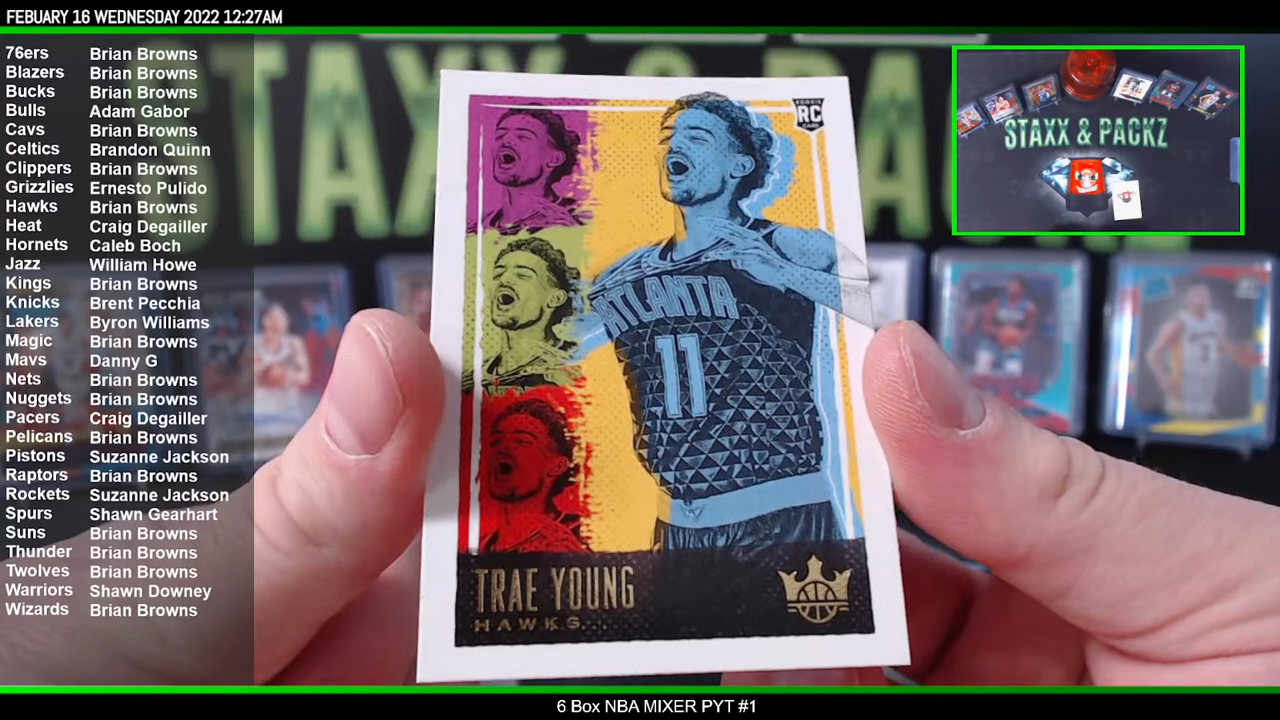 FEBUARY 16 WEDNESDAY 2022 12:27AM
76ers Brian Browns
Blazers Brian Browns
Bucks Brian Browns
Bulls Adam Gabor
Cavs Brian Browns
Celtics Brandon Quinn
Clippers Brian Browns
Grizzlies Ernesto Pulido
Hawks Brian Browns
Heat Craig Degailler
Hornets Caleb Boch
Jazz William Howe
Kings Brian Browns
Knicks Brent Pecchia
Lakers Byron Williams
Magic Brian Browns
Mavs Danny G
Nets Brian Browns
Nuggets Brian Browns
Pacers Craig Degailler
Pelicans Brian Browns
Pistons Suzanne Jackson
Raptors Brian Browns
Rockets Suzanne Jackson
Spurs Shawn Gearhart
Suns Brian Browns
Thunder Brian Browns
Twolves Brian Browns
Warriors Shawn Downey
Wizards Brian Browns
STAXX & PACKZ
ROOKIE
RC
CARD
ATLANTA
11
TRAE YOUNG
HAWKS
STAXX & PACKZ
6 Box NBA MIXER PYT #1